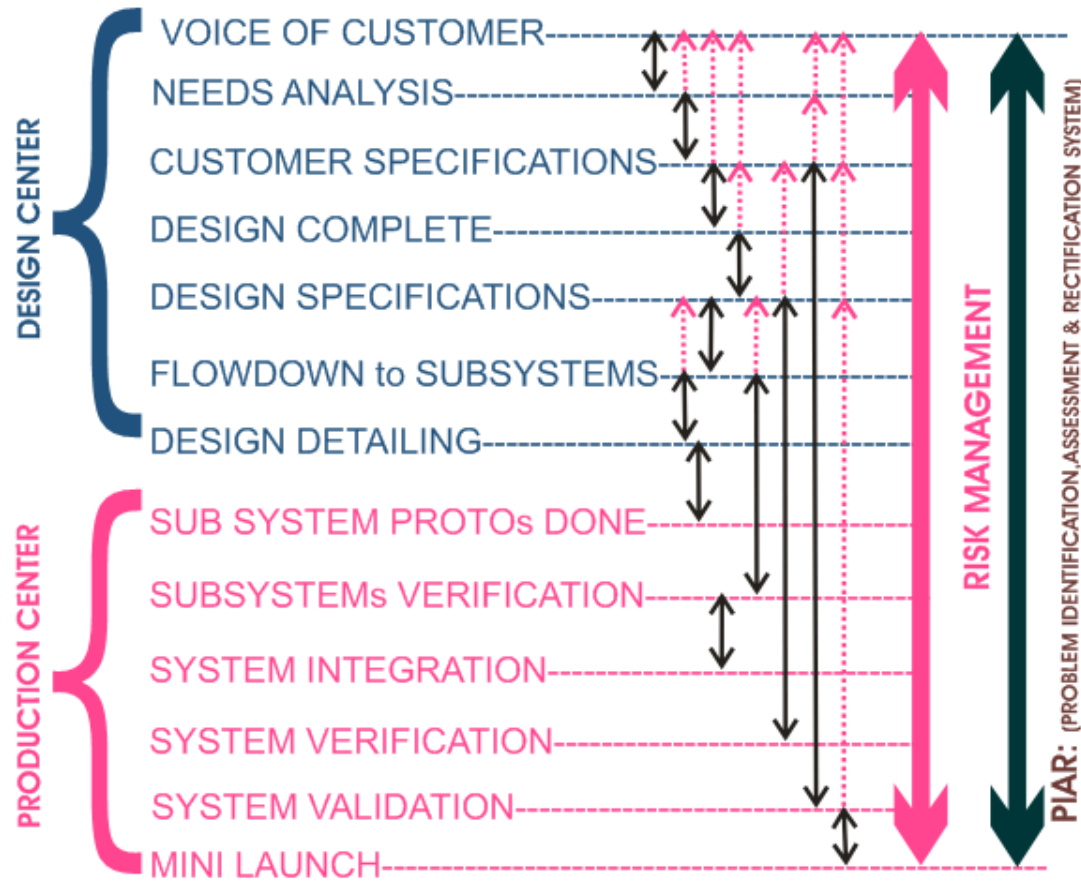 VOICE OF CUSTOMER
NEEDS ANALYSIS
CUSTOMER SPECIFICATIONS
DESIGN COMPLETE
DESIGN SPECIFICATIONS
FLOWDOWN to SUBSYSTEMS
DESIGN DETAILING
SUB SYSTEM PROTOs DONE
SUBSYSTEMs VERIFICATION
SYSTEM INTEGRATION
SYSTEM VERIFICATION
SYSTEM VALIDATION
MINI LAUNCH
DESIGN CENTER
PRODUCTION CENTER
RISK MANAGEMENT
PIAR: (PROBLEM IDENTIFICATION,ASSESSMENT & RECTIFICATION SYSTEM)